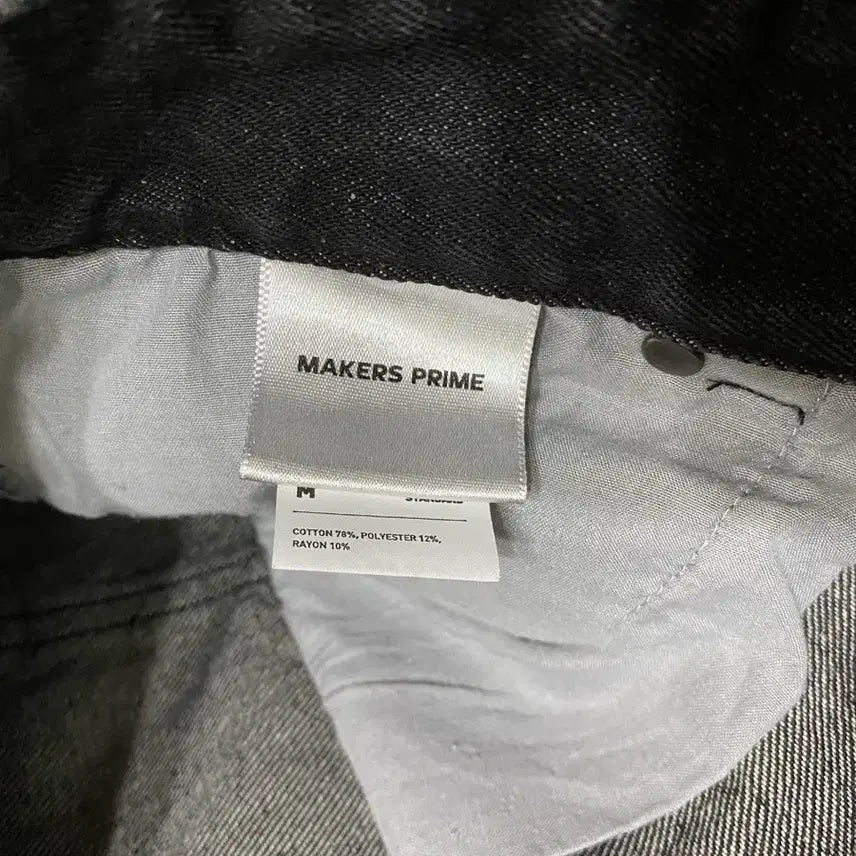 MAKERS PRIME
M
COTTON 78%, POLYESTER 12%,
RAYON 10%